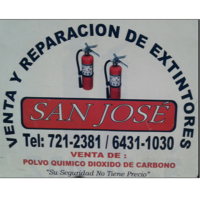 VENTA Y REPARACION DE EXTINTORES
SAN JOSÉ
Tel: 721-2381 / 6431-1030
VENTA DE :
POLVO QUIMICO DIOXIDO DE CARBONO
"Su Seguridad No Tiene Precio"